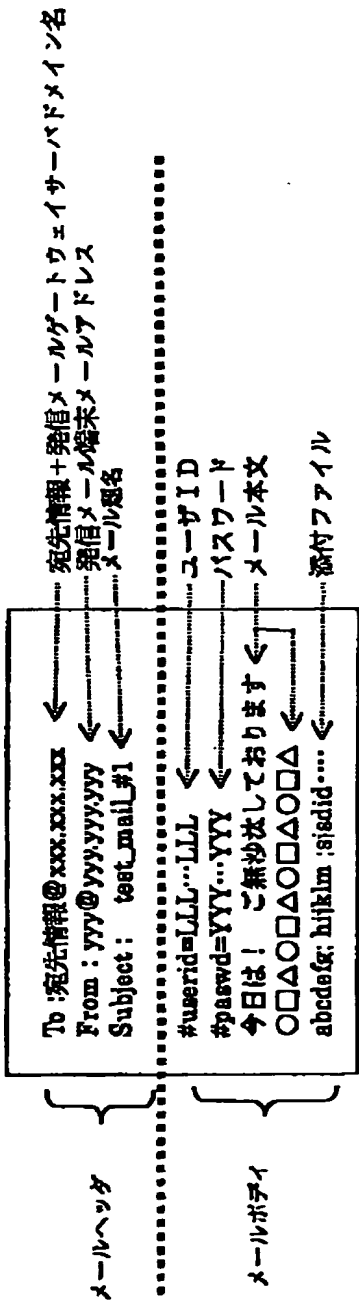 メールヘッダ
To :宛先情報@xxx.xxx.xxx
From : yyy@yyy.yyy.yyy
Subject : test_mail_#1
宛先情報+発信メールゲートウェイサーバドメイン名
発信メール端末メールアドレス
メール題名
メールボディ
#userid=LLL…LLL
#paswd=YYY…YYY
今日は! ご無沙汰しております
○□△○□△○□△○□△
abcdefg; hijklm ;sjsdid‥‥
ユーザID
パスワード
メール本文
添付ファイル